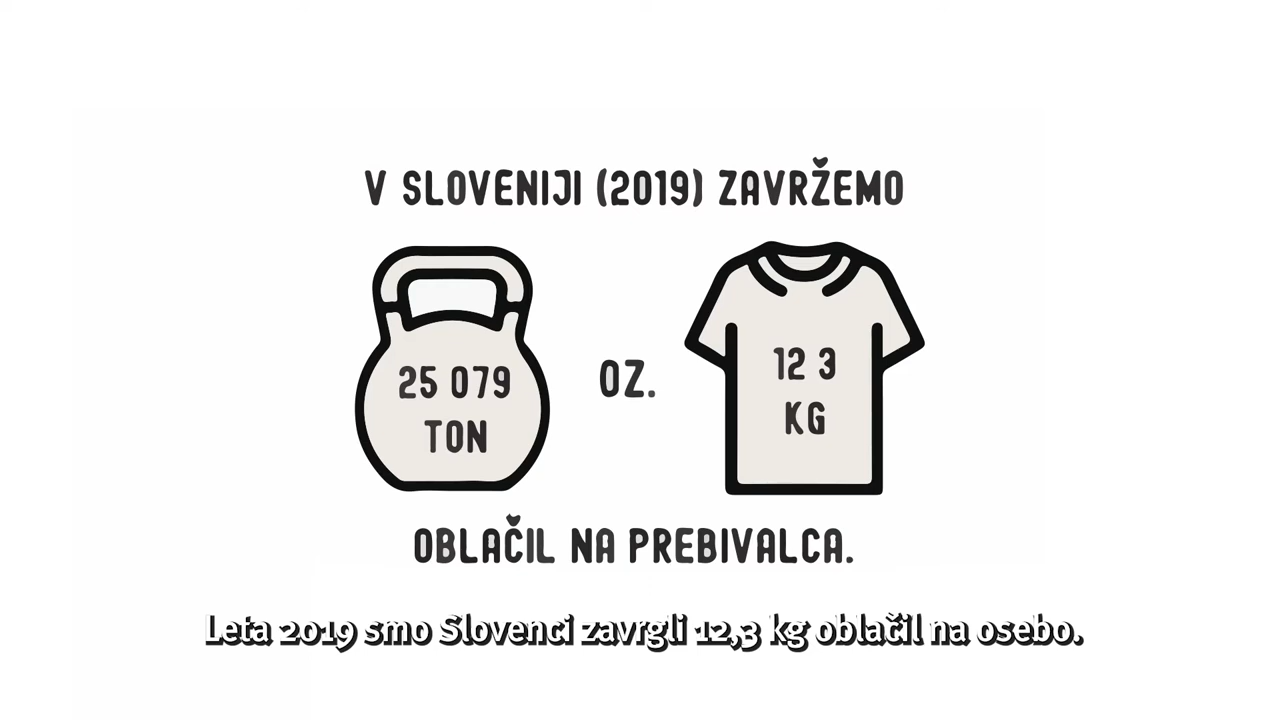 V SLOVENIJI (2019) ZAVRŽEMO
25 079
TON
OZ.
12 3
KG
OBLAČIL NA PREBIVALCA.
Leta 2019 smo Slovenci zavrgli 12,3 kg oblačil na osebo.